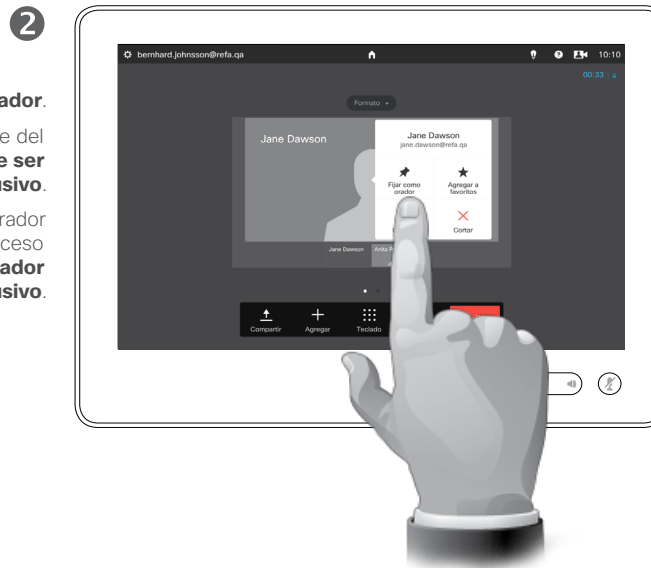 2
ador.
e del
e ser
usivo.
rador
ceso
ador
usivo.
bernhard.johnsson@refa.qa
10:10
00:33
Formato
Jane Dawson
Jane Dawson
jane.dawson@refa.qa
Fijar como
orador
Agregar a
favoritos
Cortar
Jane Dawson
Anita P
Compartir
Agregar
Teclado